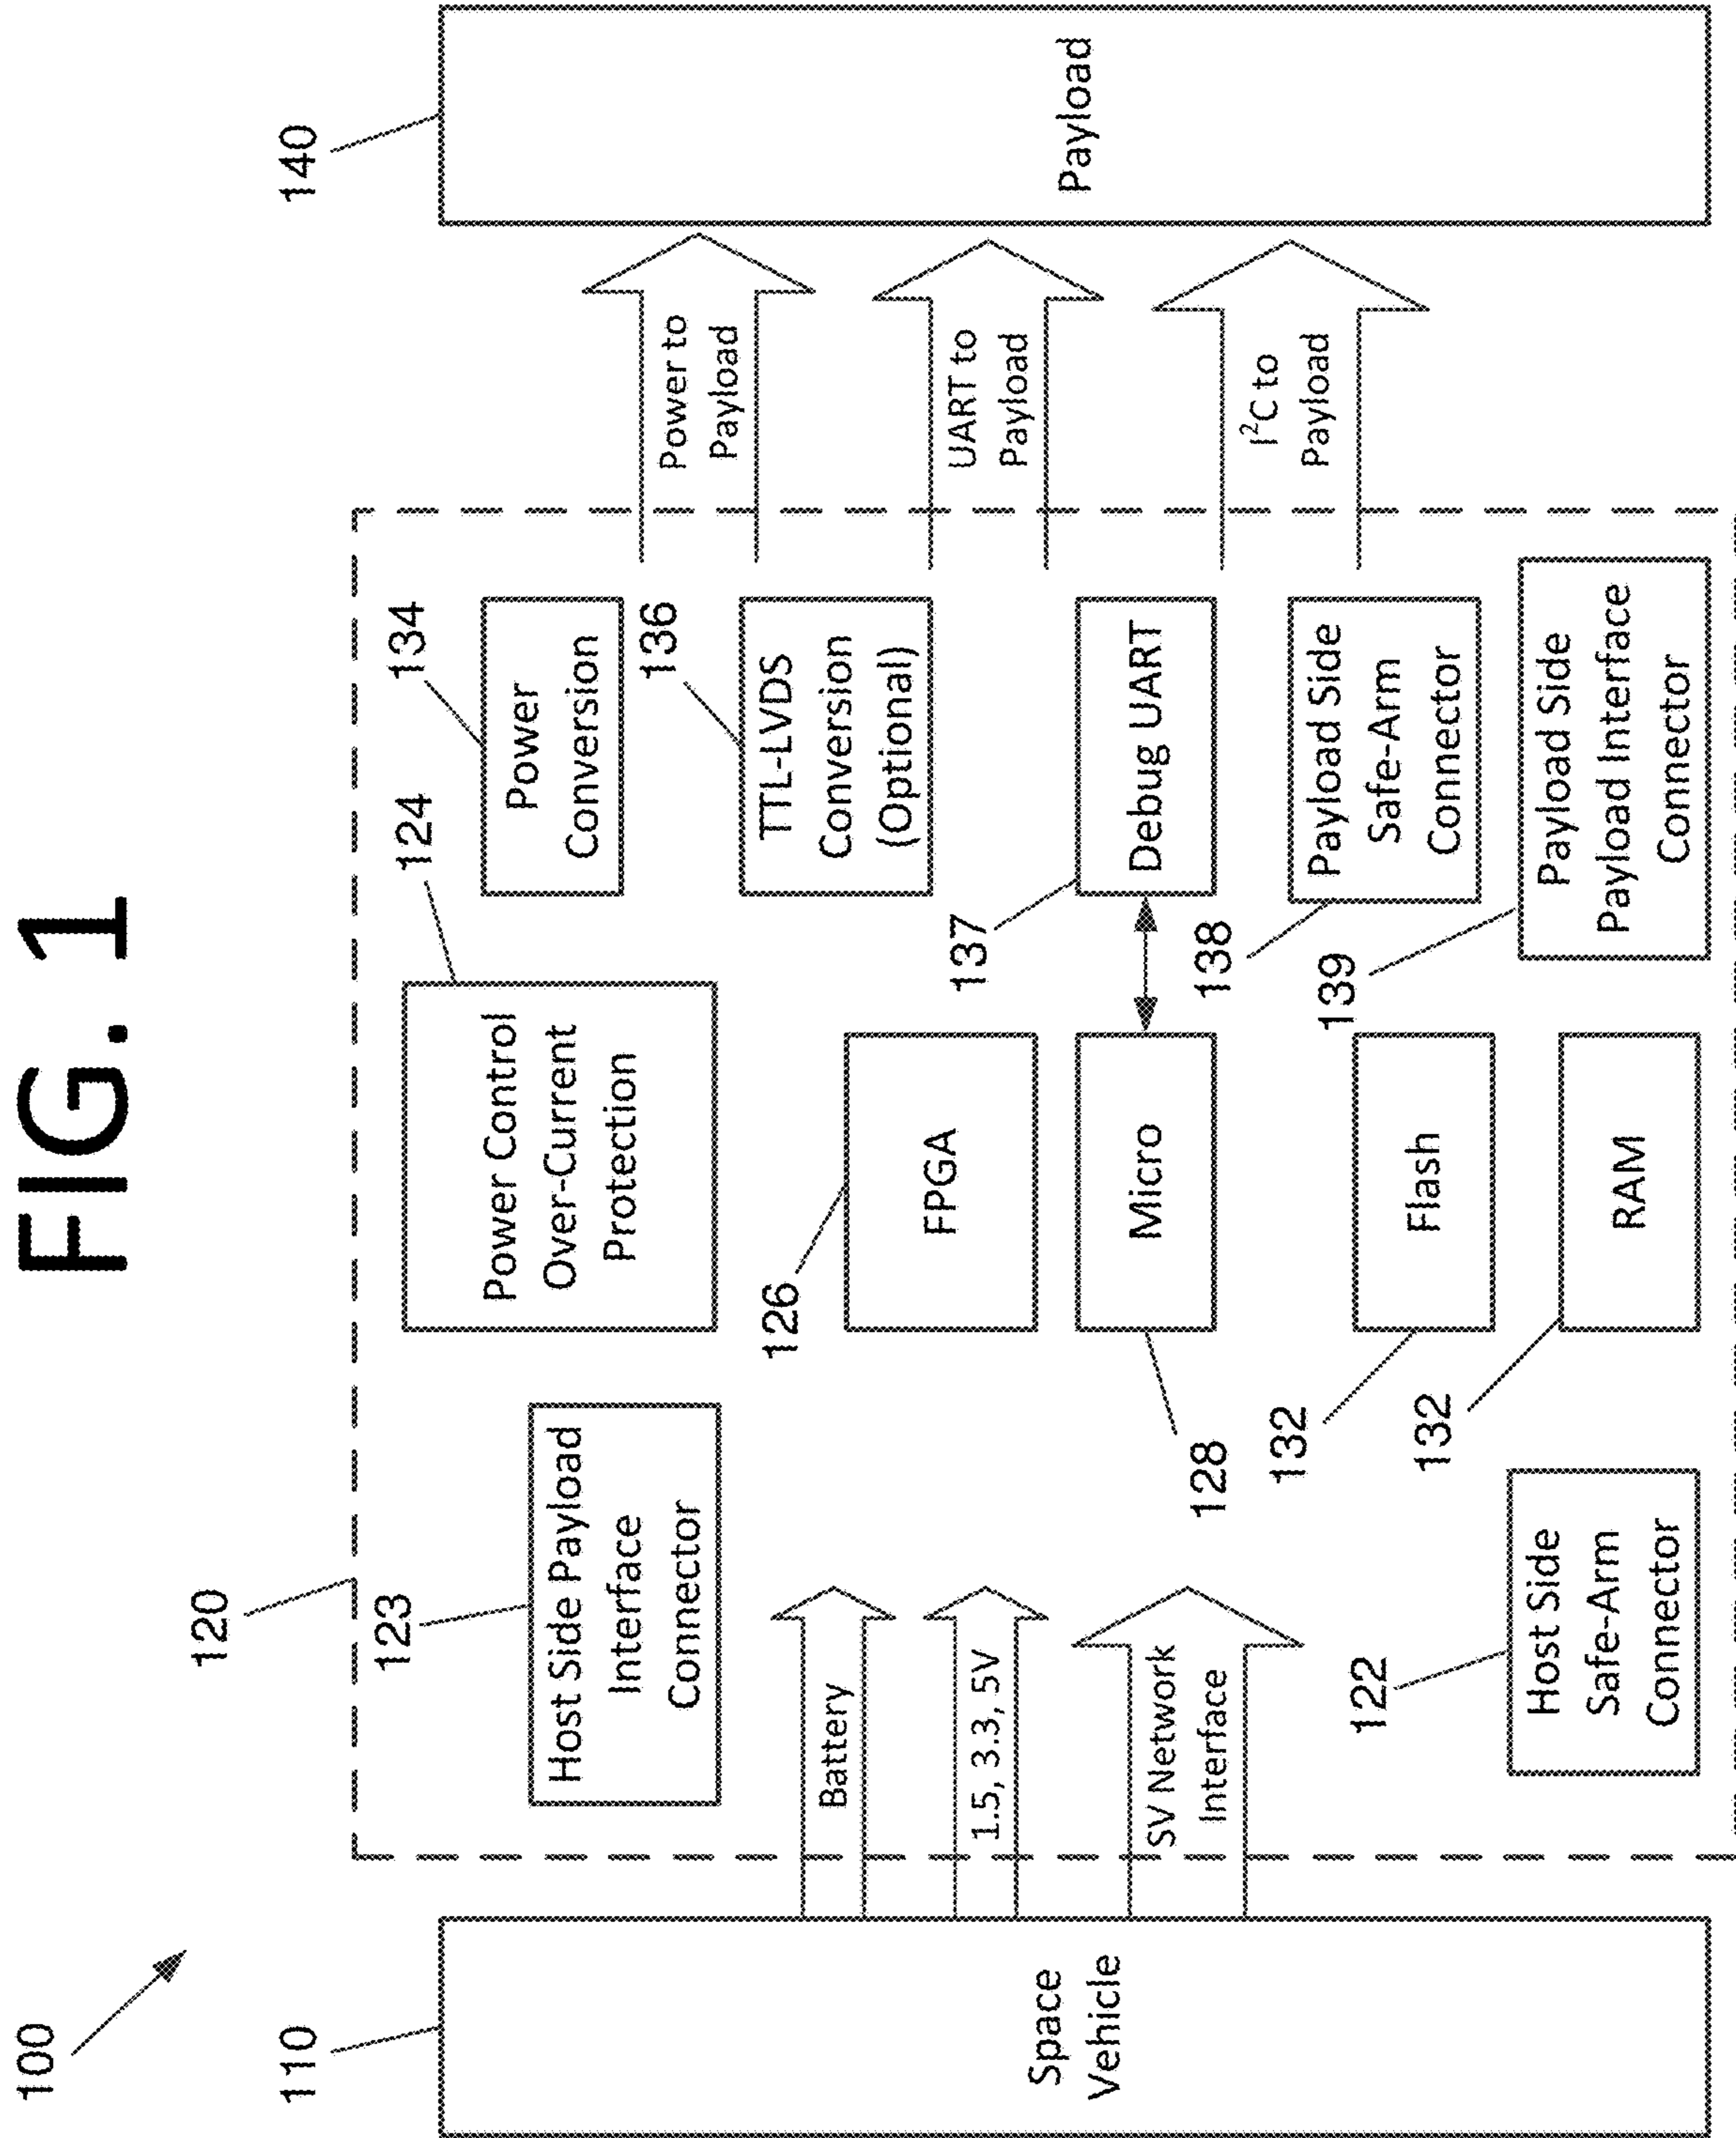 FIG. 1
100
110
Space
Vehicle
120
123
Host Side Payload
Interface
Connector
Battery
1.5, 3.3, 5V
SV Network
Interface
122
Host Side
Safe-Arm
Connector
124
Power Control
Over-Current
Protection
126
FPGA
128
Micro
132
Flash
132
RAM
134
Power
Conversion
136
TTL-LVDS
Conversion
(Optional)
137
Debug UART
138
Payload Side
Safe-Arm
Connector
139
Payload Side
Payload Interface
Connector
Power to
Payload
UART to
Payload
I²C to
Payload
140
Payload